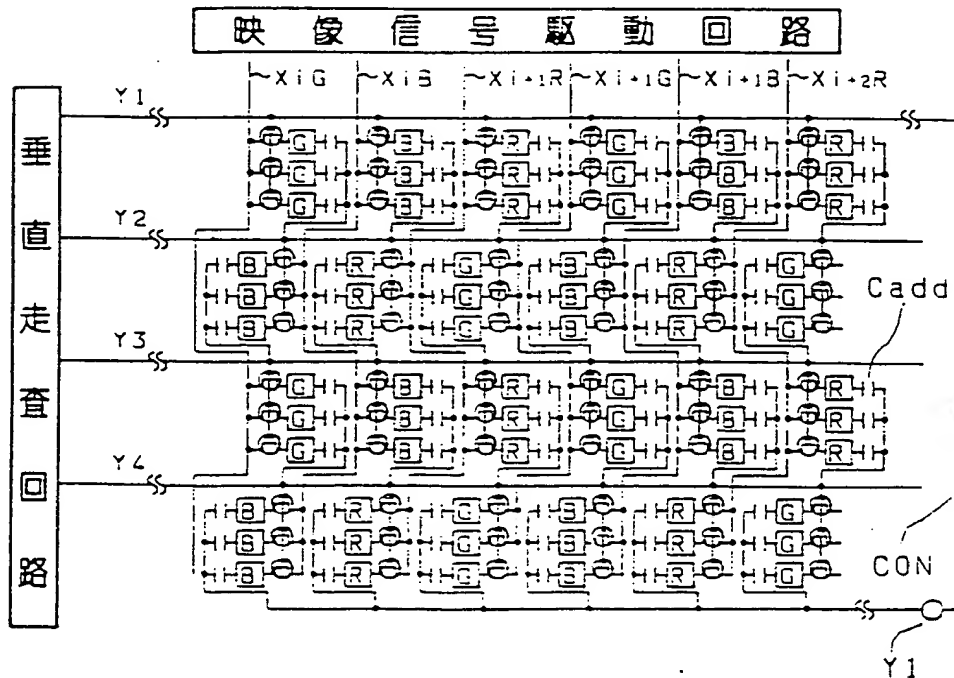 映像信号駆動回路
XiG XiB Xi+1R Xi+1G Xi+1B Xi+2R
垂直走査回路
Y1
G B R G B R
G B R G B R
G B R G B R
Y2
B R G B R G
B R G B R G
B R G B R G
Cadd
Y3
G B R G B R
G B R G B R
G B R G B R
Y4
B R G B R G
B R G B R G
B R G B R G
CON
Y1